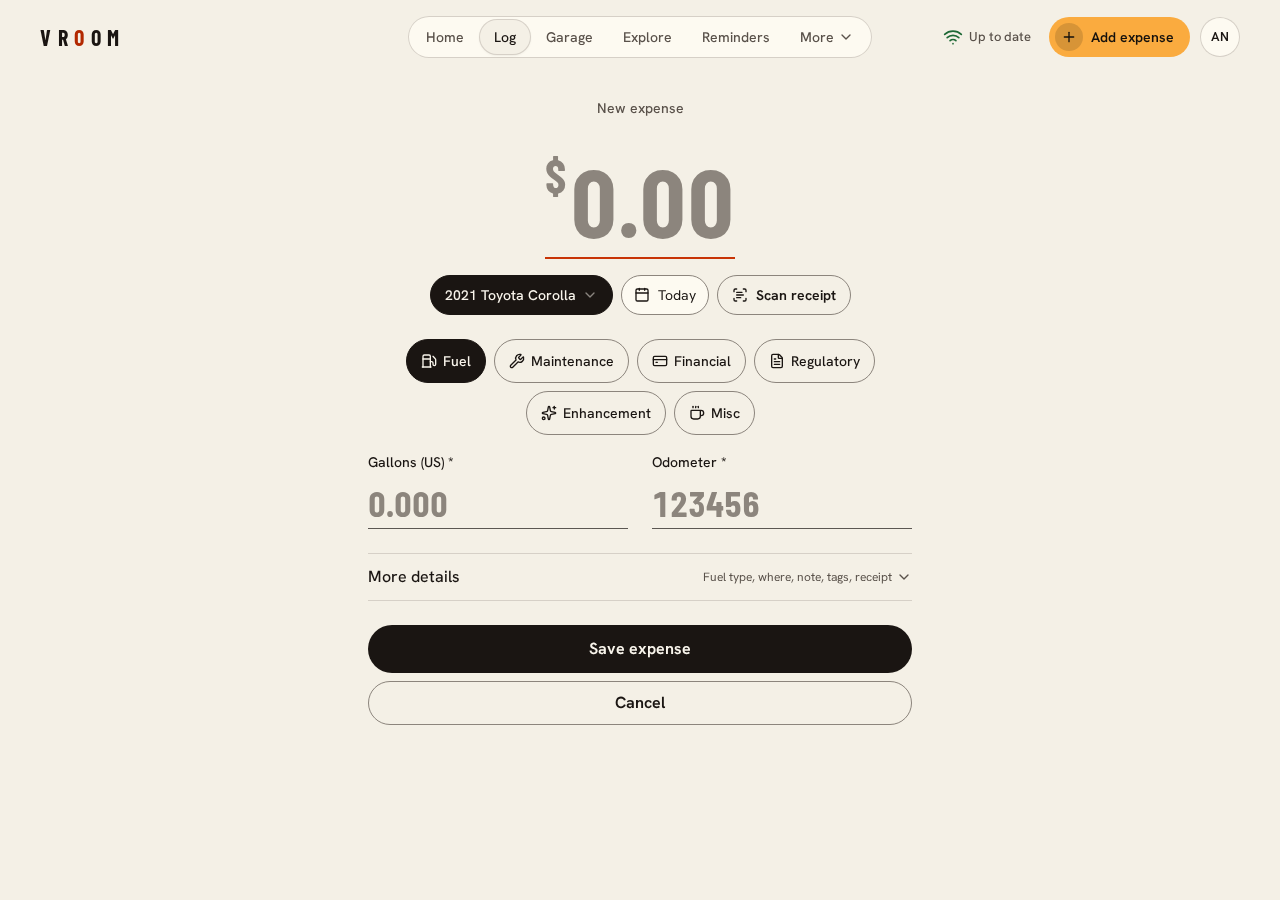 VROOM
Home Log Garage Explore Reminders More
Up to date
Add expense
AN
New expense
$0.00
2021 Toyota Corolla
Today
Scan receipt
Fuel
Maintenance
Financial
Regulatory
Enhancement
Misc
Gallons (US) *
Odometer *
0.000
123456
More details
Fuel type, where, note, tags, receipt
Save expense
Cancel